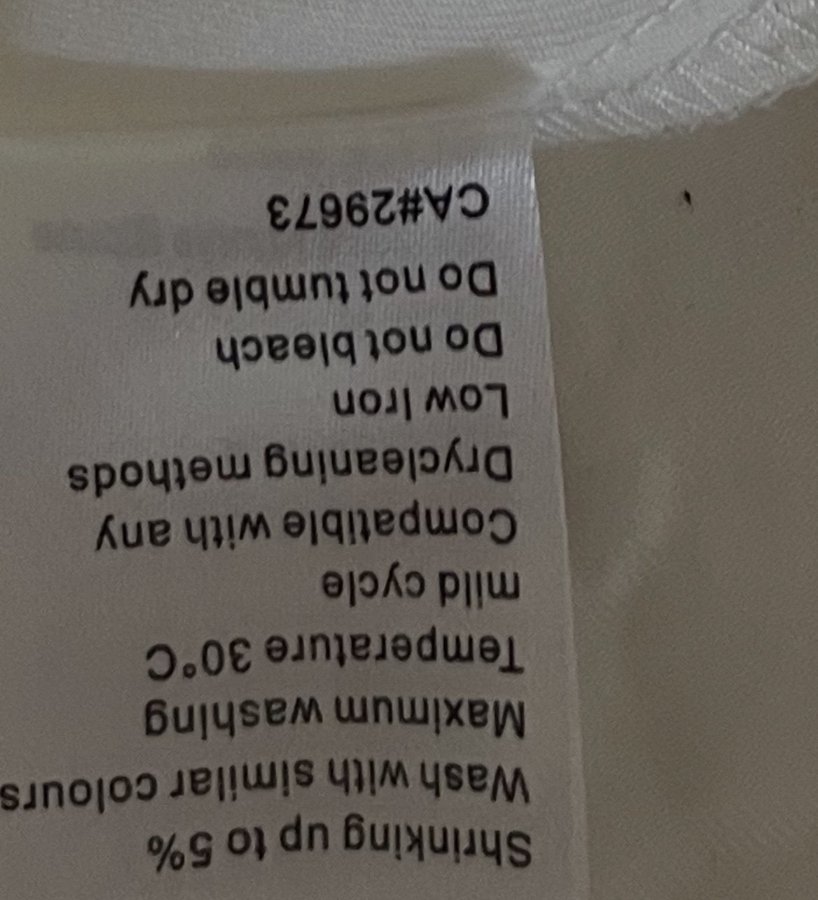 Shrinking up to 5%
Wash with similar colours
Maximum washing
Temperature 30°C
mild cycle
Compatible with any
Drycleaning methods
Low Iron
Do not bleach
Do not tumble dry
CA#29673